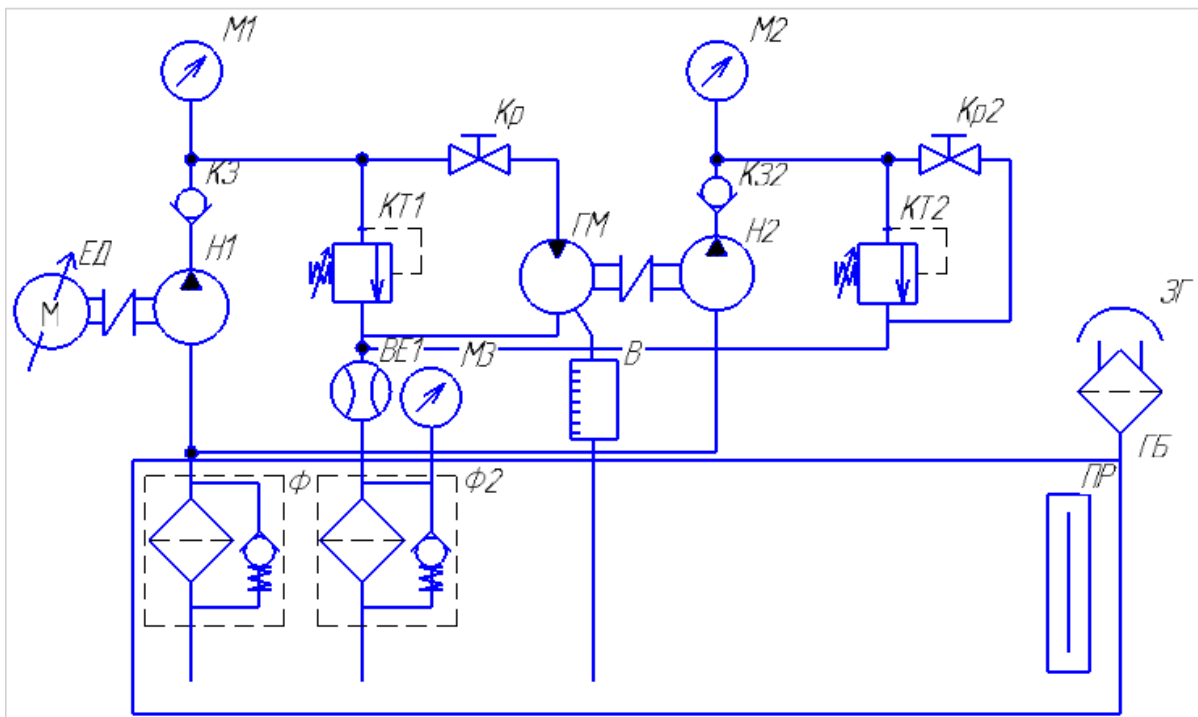 М1
М2
Кр
Кр2
КЗ
КЗ2
КТ1
ГМ
КТ2
ЕД
Н1
Н2
М
ЗГ
ВЕ1
М3
В
ГБ
Ф
Ф2
ПР